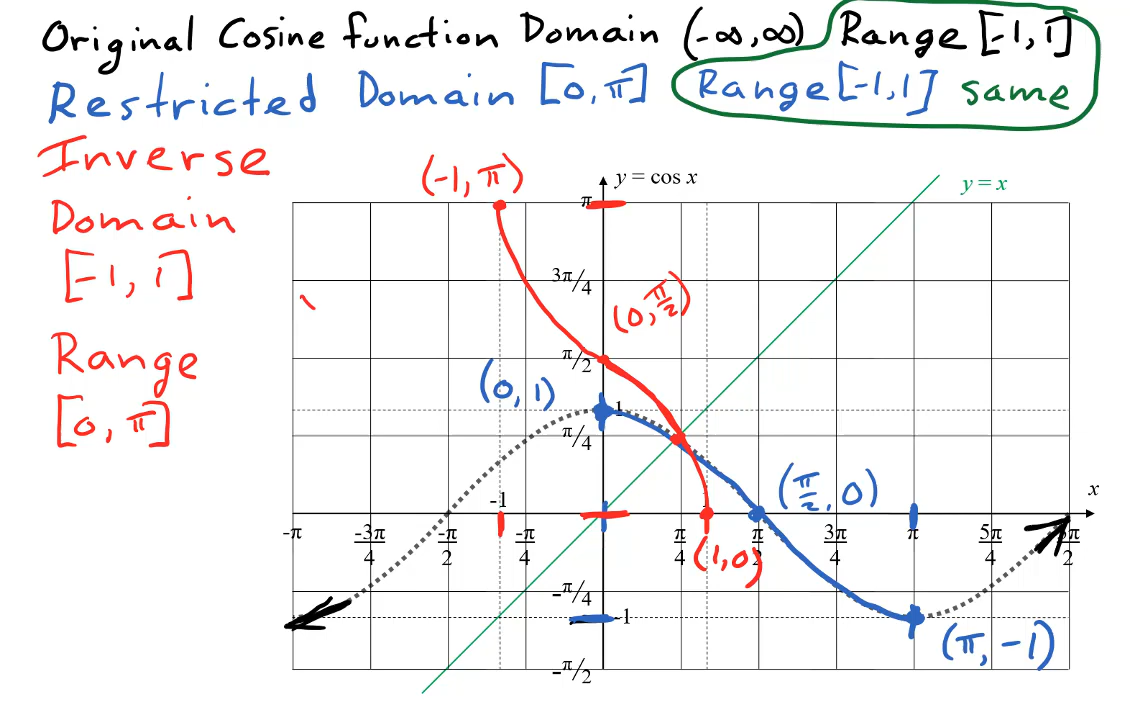 Original Cosine function Domain (-∞,∞) Range [-1,1]
Restricted Domain [0,π] Range[-1,1] same
Inverse
Domain
[-1, 1]
Range
[0, π]
(-1, π)
y = cos x
y = x
π
3π/4
(0, π/2)
π/2
(0, 1)
1
π/4
(π/2, 0)
x
-1
-π
-3π/4
-π/2
-π/4
π/4
π/2
3π/4
π
5π/4
3π/2
(1,0)
-π/4
-1
(π, -1)
-π/2